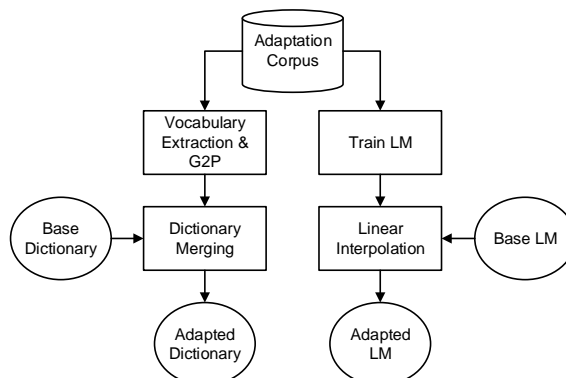 Adaptation
Corpus
Vocabulary
Extraction &
G2P
Train LM
Base
Dictionary
Dictionary
Merging
Linear
Interpolation
Base LM
Adapted
Dictionary
Adapted
LM